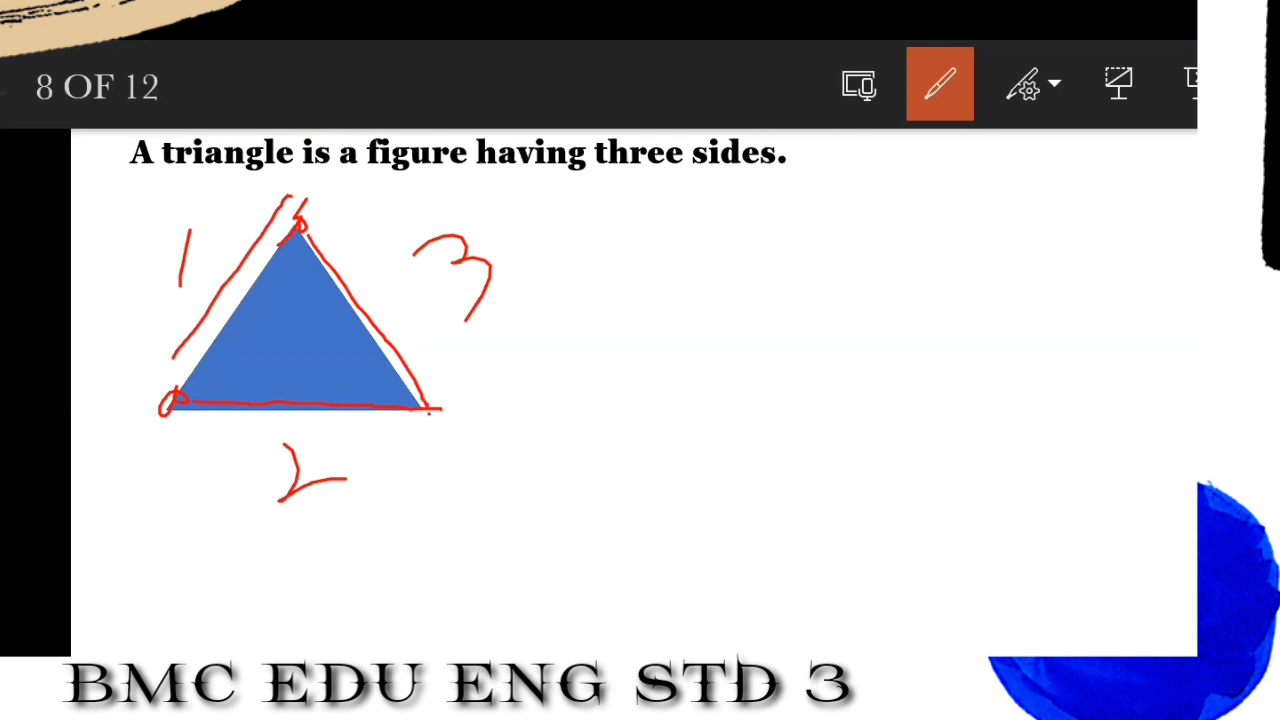 8 OF 12
A triangle is a figure having three sides.
1
3
2
BMC EDU ENG STD 3